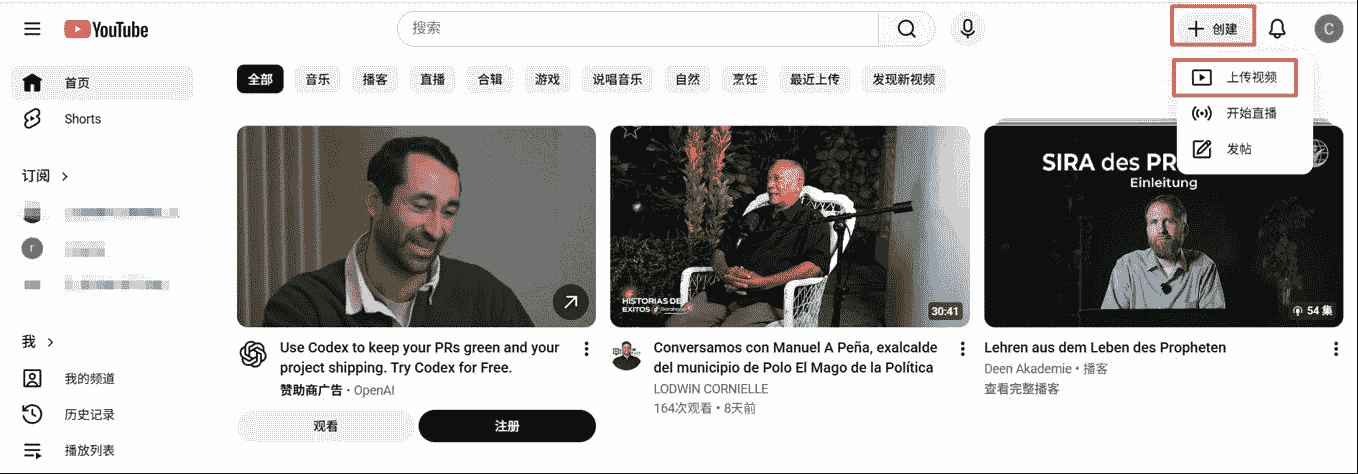 YouTube
搜索
创建
C
首页
Shorts
订阅
r
我
我的频道
历史记录
播放列表
全部
音乐
播客
直播
合辑
游戏
说唱音乐
自然
烹饪
最近上传
发现新视频
上传视频
开始直播
发帖
Use Codex to keep your PRs green and your
project shipping. Try Codex for Free.
赞助商广告 • OpenAI
观看
注册
HISTORIAS DE
EXITOS
30:41
Conversamos con Manuel A Peña, exalcalde
del municipio de Polo El Mago de la Política
LODWIN CORNIELLE
164次观看 • 8天前
SIRA des PR
Einleitung
54 集
Lehren aus dem Leben des Propheten
Deen Akademie • 播客
查看完整播客